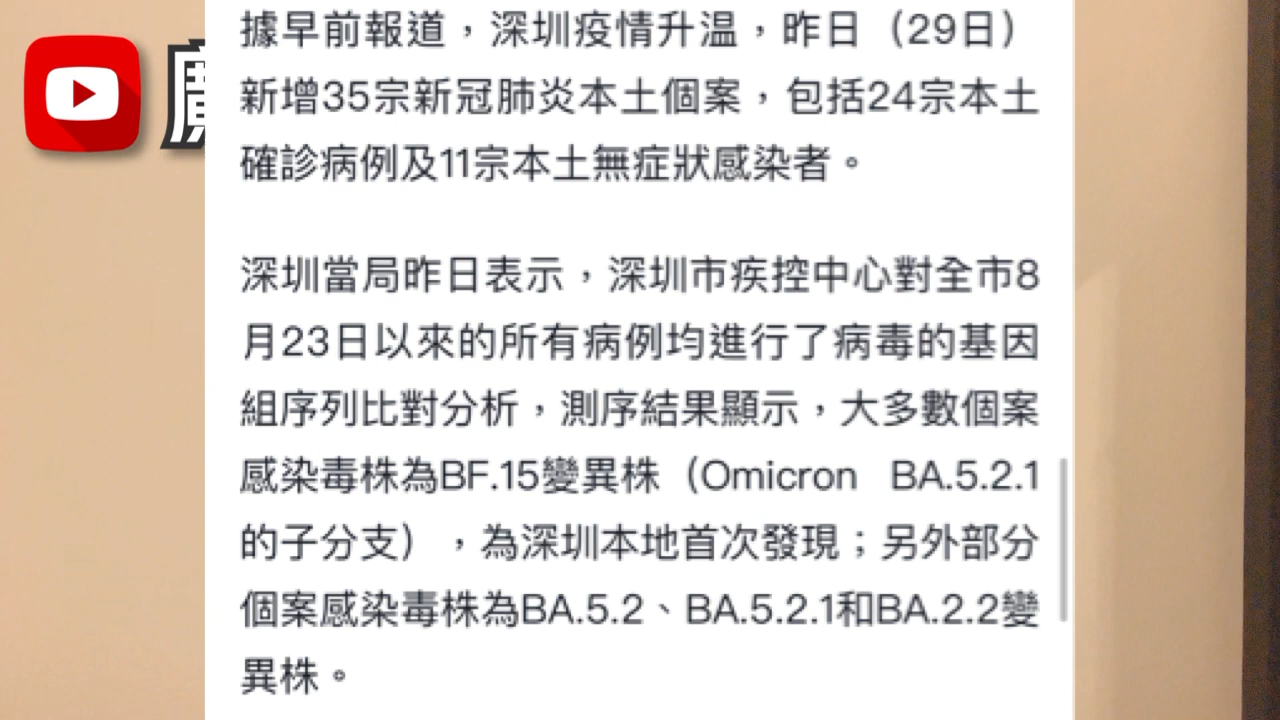 據早前報道，深圳疫情升温，昨日（29日）
新增35宗新冠肺炎本土個案，包括24宗本土
確診病例及11宗本土無症狀感染者。
深圳當局昨日表示，深圳市疾控中心對全市8
月23日以來的所有病例均進行了病毒的基因
組序列比對分析，測序結果顯示，大多數個案
感染毒株為BF.15變異株（Omicron BA.5.2.1
的子分支），為深圳本地首次發現；另外部分
個案感染毒株為BA.5.2、BA.5.2.1和BA.2.2變
異株。